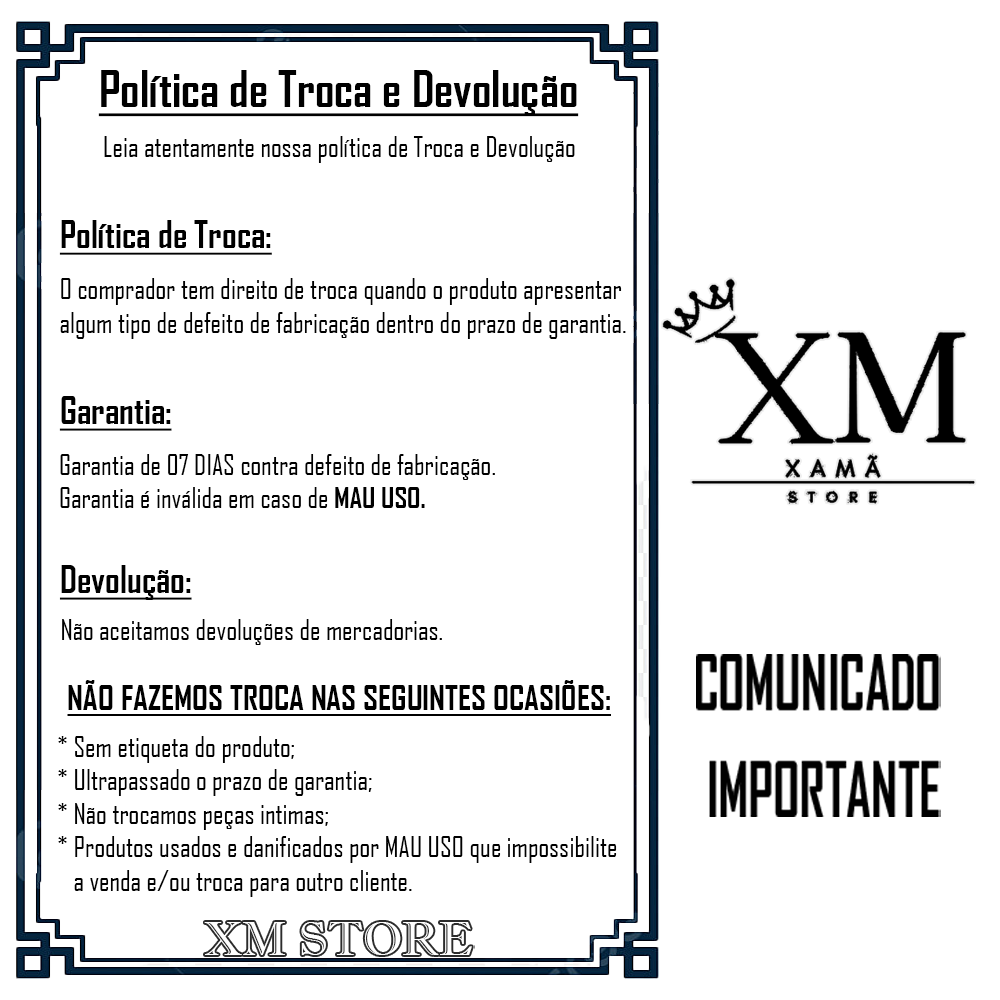 Política de Troca e Devolução
Leia atentamente nossa política de Troca e Devolução
Política de Troca:
O comprador tem direito de troca quando o produto apresentar
algum tipo de defeito de fabricação dentro do prazo de garantia.
Garantia:
Garantia de 07 DIAS contra defeito de fabricação.
Garantia é inválida em caso de MAU USO.
Devolução:
Não aceitamos devoluções de mercadorias.
NÃO FAZEMOS TROCA NAS SEGUINTES OCASIÕES:
* Sem etiqueta do produto;
* Ultrapassado o prazo de garantia;
* Não trocamos peças intimas;
* Produtos usados e danificados por MAU USO que impossibilite
a venda e/ou troca para outro cliente.
XM STORE
XM
XAMÃ
STORE
COMUNICADO
IMPORTANTE